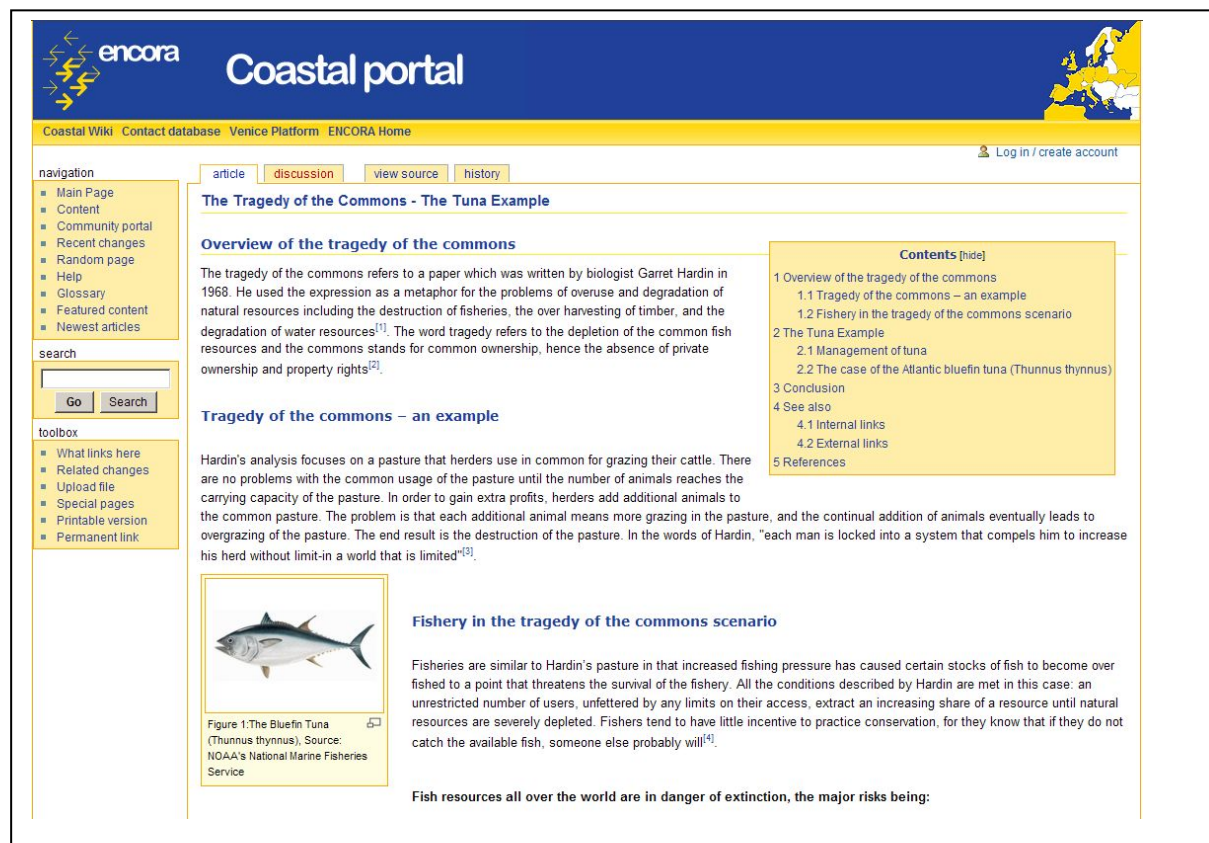 encora
Coastal portal
Coastal Wiki Contact database Venice Platform ENCORA Home
Log in / create account
navigation
Main Page
Content
Community portal
Recent changes
Random page
Help
Glossary
Featured content
Newest articles
search
Go Search
toolbox
What links here
Related changes
Upload file
Special pages
Printable version
Permanent link
article discussion view source history
The Tragedy of the Commons - The Tuna Example
Overview of the tragedy of the commons
The tragedy of the commons refers to a paper which was written by biologist Garret Hardin in
1968. He used the expression as a metaphor for the problems of overuse and degradation of
natural resources including the destruction of fisheries, the over harvesting of timber, and the
degradation of water resources[1]. The word tragedy refers to the depletion of the common fish
resources and the commons stands for common ownership, hence the absence of private
ownership and property rights[2].
Contents [hide]
1 Overview of the tragedy of the commons
1.1 Tragedy of the commons – an example
1.2 Fishery in the tragedy of the commons scenario
2 The Tuna Example
2.1 Management of tuna
2.2 The case of the Atlantic bluefin tuna (Thunnus thynnus)
3 Conclusion
4 See also
4.1 Internal links
4.2 External links
5 References
Tragedy of the commons – an example
Hardin's analysis focuses on a pasture that herders use in common for grazing their cattle. There
are no problems with the common usage of the pasture until the number of animals reaches the
carrying capacity of the pasture. In order to gain extra profits, herders add additional animals to
the common pasture. The problem is that each additional animal means more grazing in the pasture, and the continual addition of animals eventually leads to
overgrazing of the pasture. The end result is the destruction of the pasture. In the words of Hardin, "each man is locked into a system that compels him to increase
his herd without limit-in a world that is limited"[3].
Figure 1:The Bluefin Tuna
(Thunnus thynnus), Source:
NOAA's National Marine Fisheries
Service
Fishery in the tragedy of the commons scenario
Fisheries are similar to Hardin's pasture in that increased fishing pressure has caused certain stocks of fish to become over
fished to a point that threatens the survival of the fishery. All the conditions described by Hardin are met in this case: an
unrestricted number of users, unfettered by any limits on their access, extract an increasing share of a resource until natural
resources are severely depleted. Fishers tend to have little incentive to practice conservation, for they know that if they do not
catch the available fish, someone else probably will[4].
Fish resources all over the world are in danger of extinction, the major risks being: